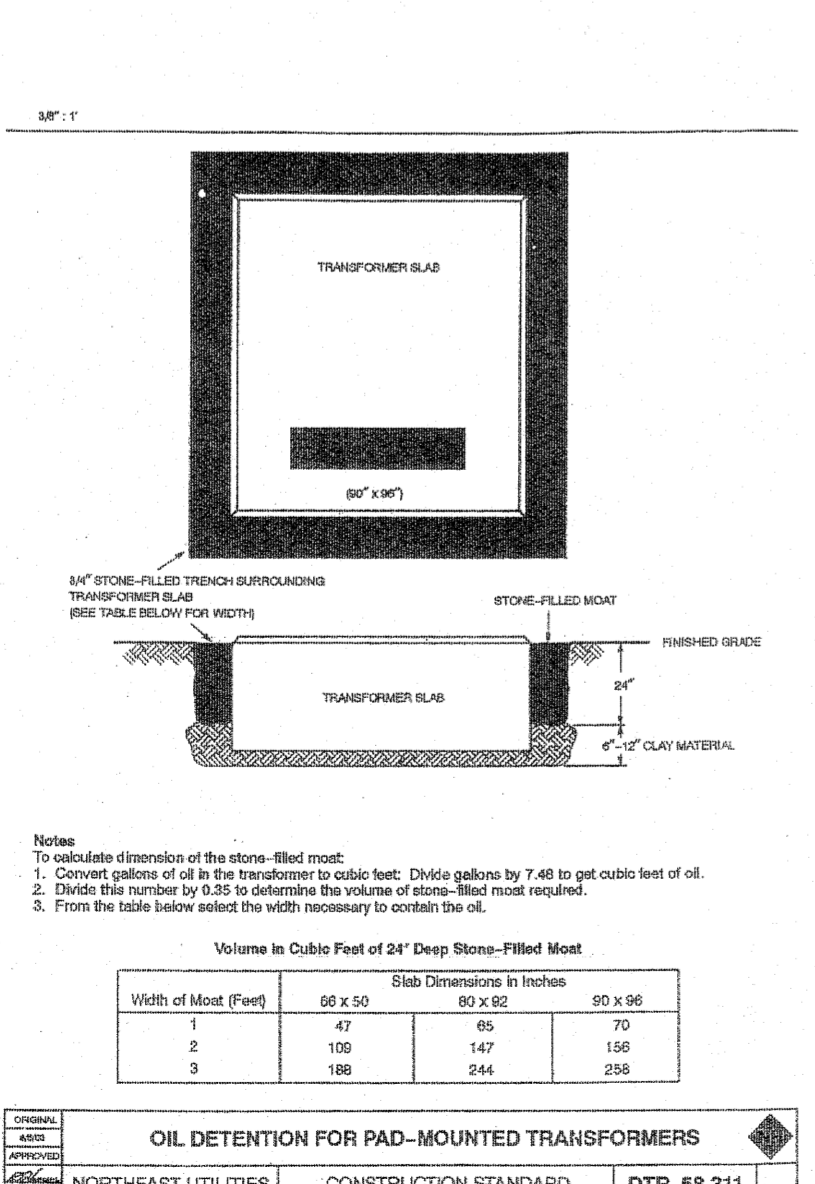 3/8" : 1'
TRANSFORMER SLAB
(90" x 96")
3/4" STONE-FILLED TRENCH SURROUNDING
TRANSFORMER SLAB
(SEE TABLE BELOW FOR WIDTH)
STONE-FILLED MOAT
FINISHED GRADE
24"
TRANSFORMER SLAB
6"-12" CLAY MATERIAL
Notes
To calculate dimension of the stone-filled moat:
1. Convert gallons of oil in the transformer to cubic feet: Divide gallons by 7.48 to get cubic feet of oil.
2. Divide this number by 0.35 to determine the volume of stone-filled moat required.
3. From the table below select the width necessary to contain the oil.
Volume in Cubic Feet of 24" Deep Stone-Filled Moat
Slab Dimensions in Inches
Width of Moat (Feet) 66 x 50 80 x 92 90 x 96
1 47 65 70
2 109 147 156
3 188 244 258
ORIGINAL
APPROVED
OIL DETENTION FOR PAD-MOUNTED TRANSFORMERS
NORTHEAST UTILITIES CONSTRUCTION STANDARD DTR 58.311